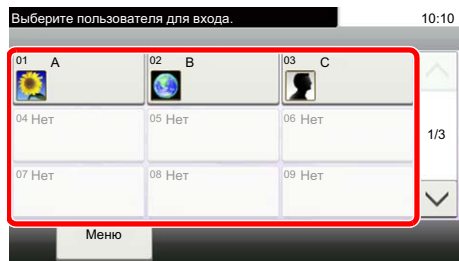 Выберите пользователя для входа. 10:10
01 A 02 B 03 C
04 Нет 05 Нет 06 Нет
1/3
07 Нет 08 Нет 09 Нет
Меню